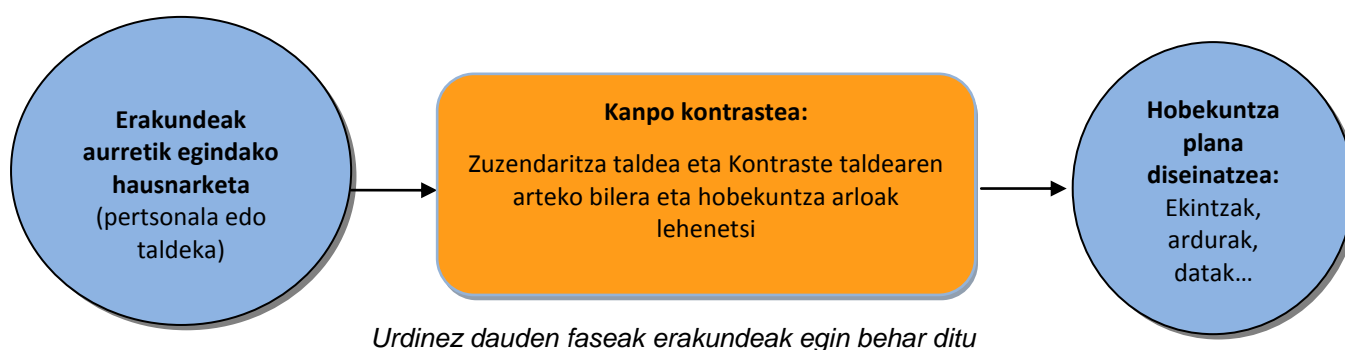 Erakundeak
aurretik egindako
hausnarketa
(pertsonala edo
taldeka)
Kanpo kontrastea:
Zuzendaritza taldea eta Kontraste taldearen
arteko bilera eta hobekuntza arloak
lehenetsi
Hobekuntza
plana
diseinatzea:
Ekintzak,
ardurak,
datak…
Urdinez dauden faseak erakundeak egin behar ditu